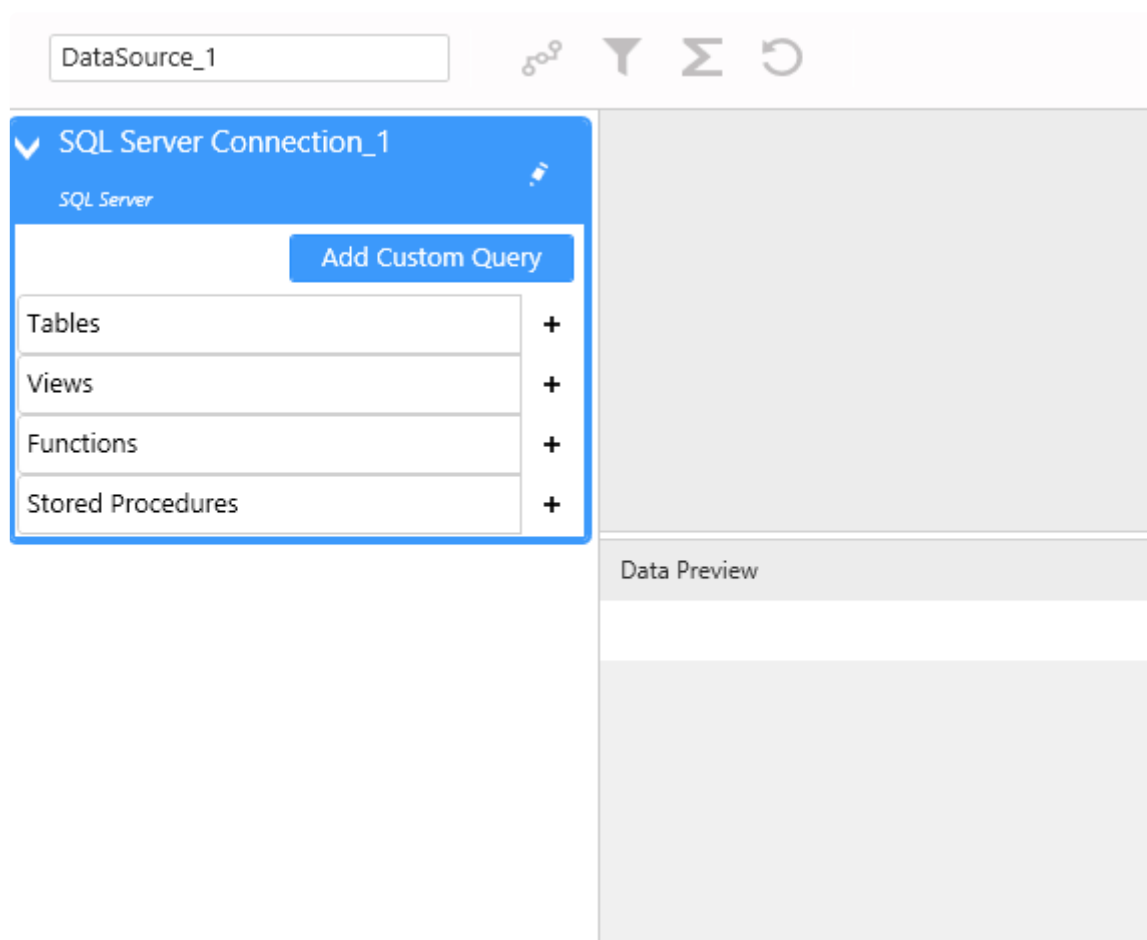 DataSource_1
SQL Server Connection_1
SQL Server
Add Custom Query
Tables
Views
Functions
Stored Procedures
Data Preview